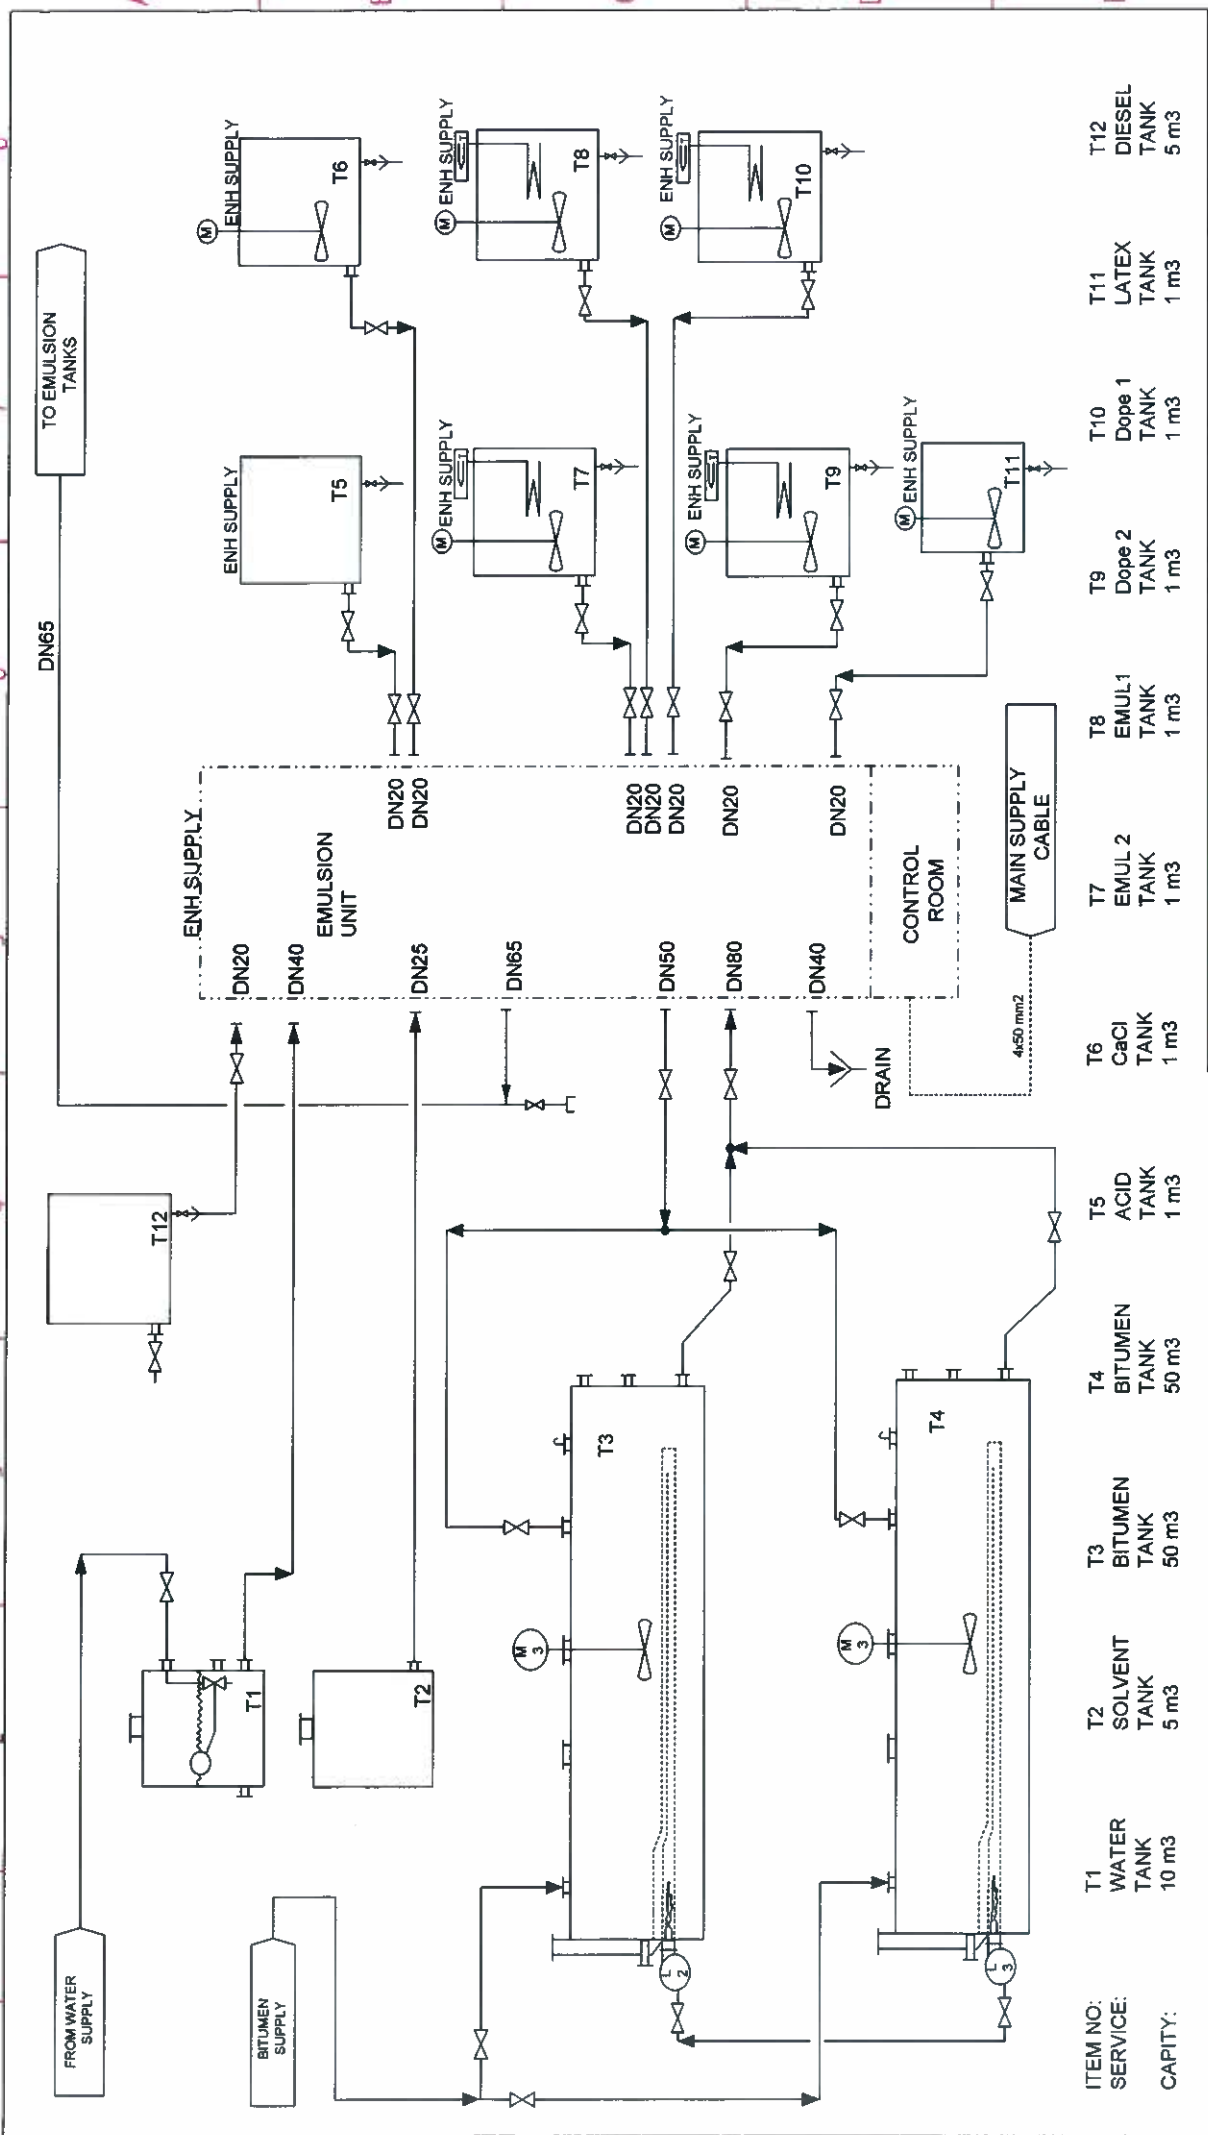 FROM WATER
SUPPLY
BITUMEN
SUPPLY
T1
T2
T12
TO EMULSION
TANKS
DN65
M
3
T3
L
2
M
3
T4
L
3
ENH SUPPLY
EMULSION
UNIT
DN20
DN40
DN25
DN65
DN50
DN80
DN40
DRAIN
DN20
DN20
DN20
DN20
DN20
DN20
DN20
CONTROL
ROOM
4x50 mm2
MAIN SUPPLY
CABLE
ENH SUPPLY
T5
M
ENH SUPPLY
T6
M
ENH SUPPLY
T7
M
ENH SUPPLY
T8
M
ENH SUPPLY
T9
M
ENH SUPPLY
T10
M
ENH SUPPLY
T11
ITEM NO: T1 T2 T3 T4 T5 T6 T7 T8 T9 T10 T11 T12
SERVICE: WATER SOLVENT BITUMEN BITUMEN ACID CaCl EMUL 2 EMUL1 Dope 2 Dope 1 LATEX DIESEL
TANK TANK TANK TANK TANK TANK TANK TANK TANK TANK TANK TANK
CAPITY: 10 m3 5 m3 50 m3 50 m3 1 m3 1 m3 1 m3 1 m3 1 m3 1 m3 1 m3 5 m3